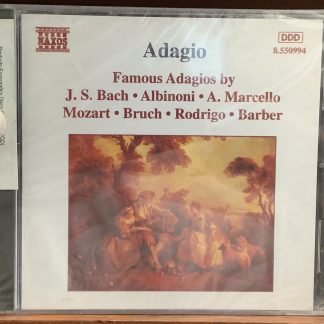 NAXOS
DDD
8.550994
Adagio
Famous Adagios by
J. S. Bach • Albinoni • A. Marcello
Mozart • Bruch • Rodrigo • Barber